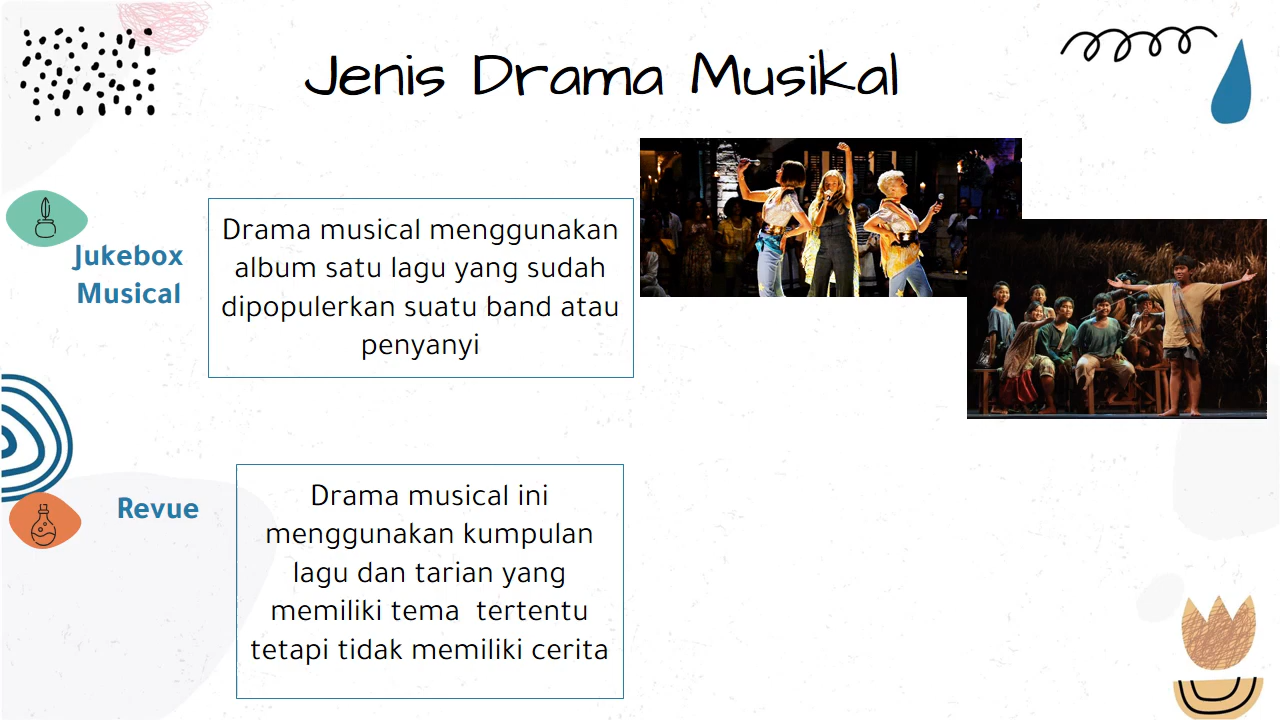 Jenis Drama Musikal
Jukebox
Musical
Drama musical menggunakan
album satu lagu yang sudah
dipopulerkan suatu band atau
penyanyi
Revue
Drama musical ini
menggunakan kumpulan
lagu dan tarian yang
memiliki tema  tertentu
tetapi tidak memiliki cerita